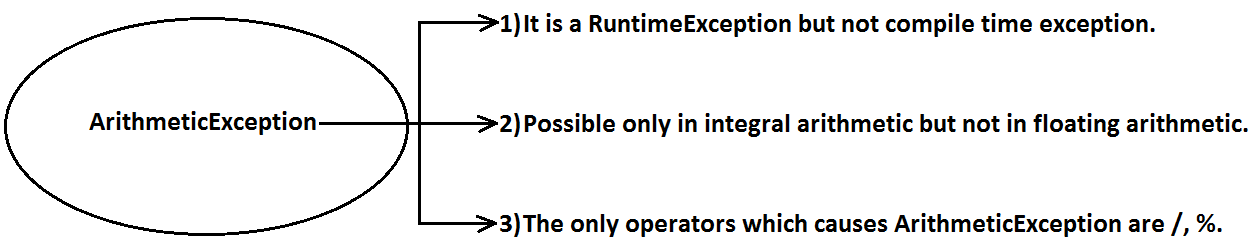 1) It is a RuntimeException but not compile time exception.
ArithmeticException
2) Possible only in integral arithmetic but not in floating arithmetic.
3) The only operators which causes ArithmeticException are /, %.